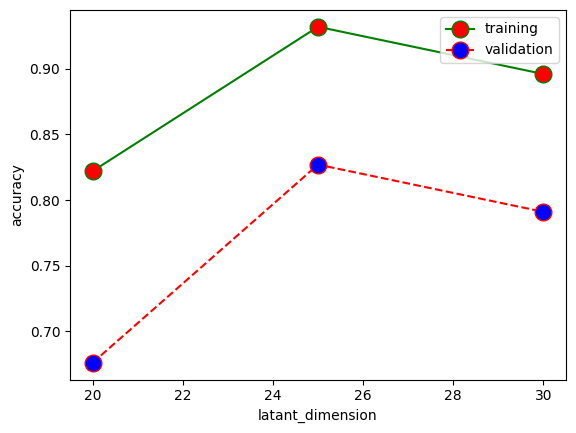 training
validation
0.90
0.85
0.80
0.75
0.70
accuracy
20 22 24 26 28 30
latant_dimension